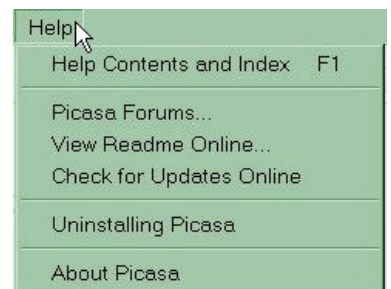 Help
Help Contents and Index F1
Picasa Forums...
View Readme Online...
Check for Updates Online
Uninstalling Picasa
About Picasa